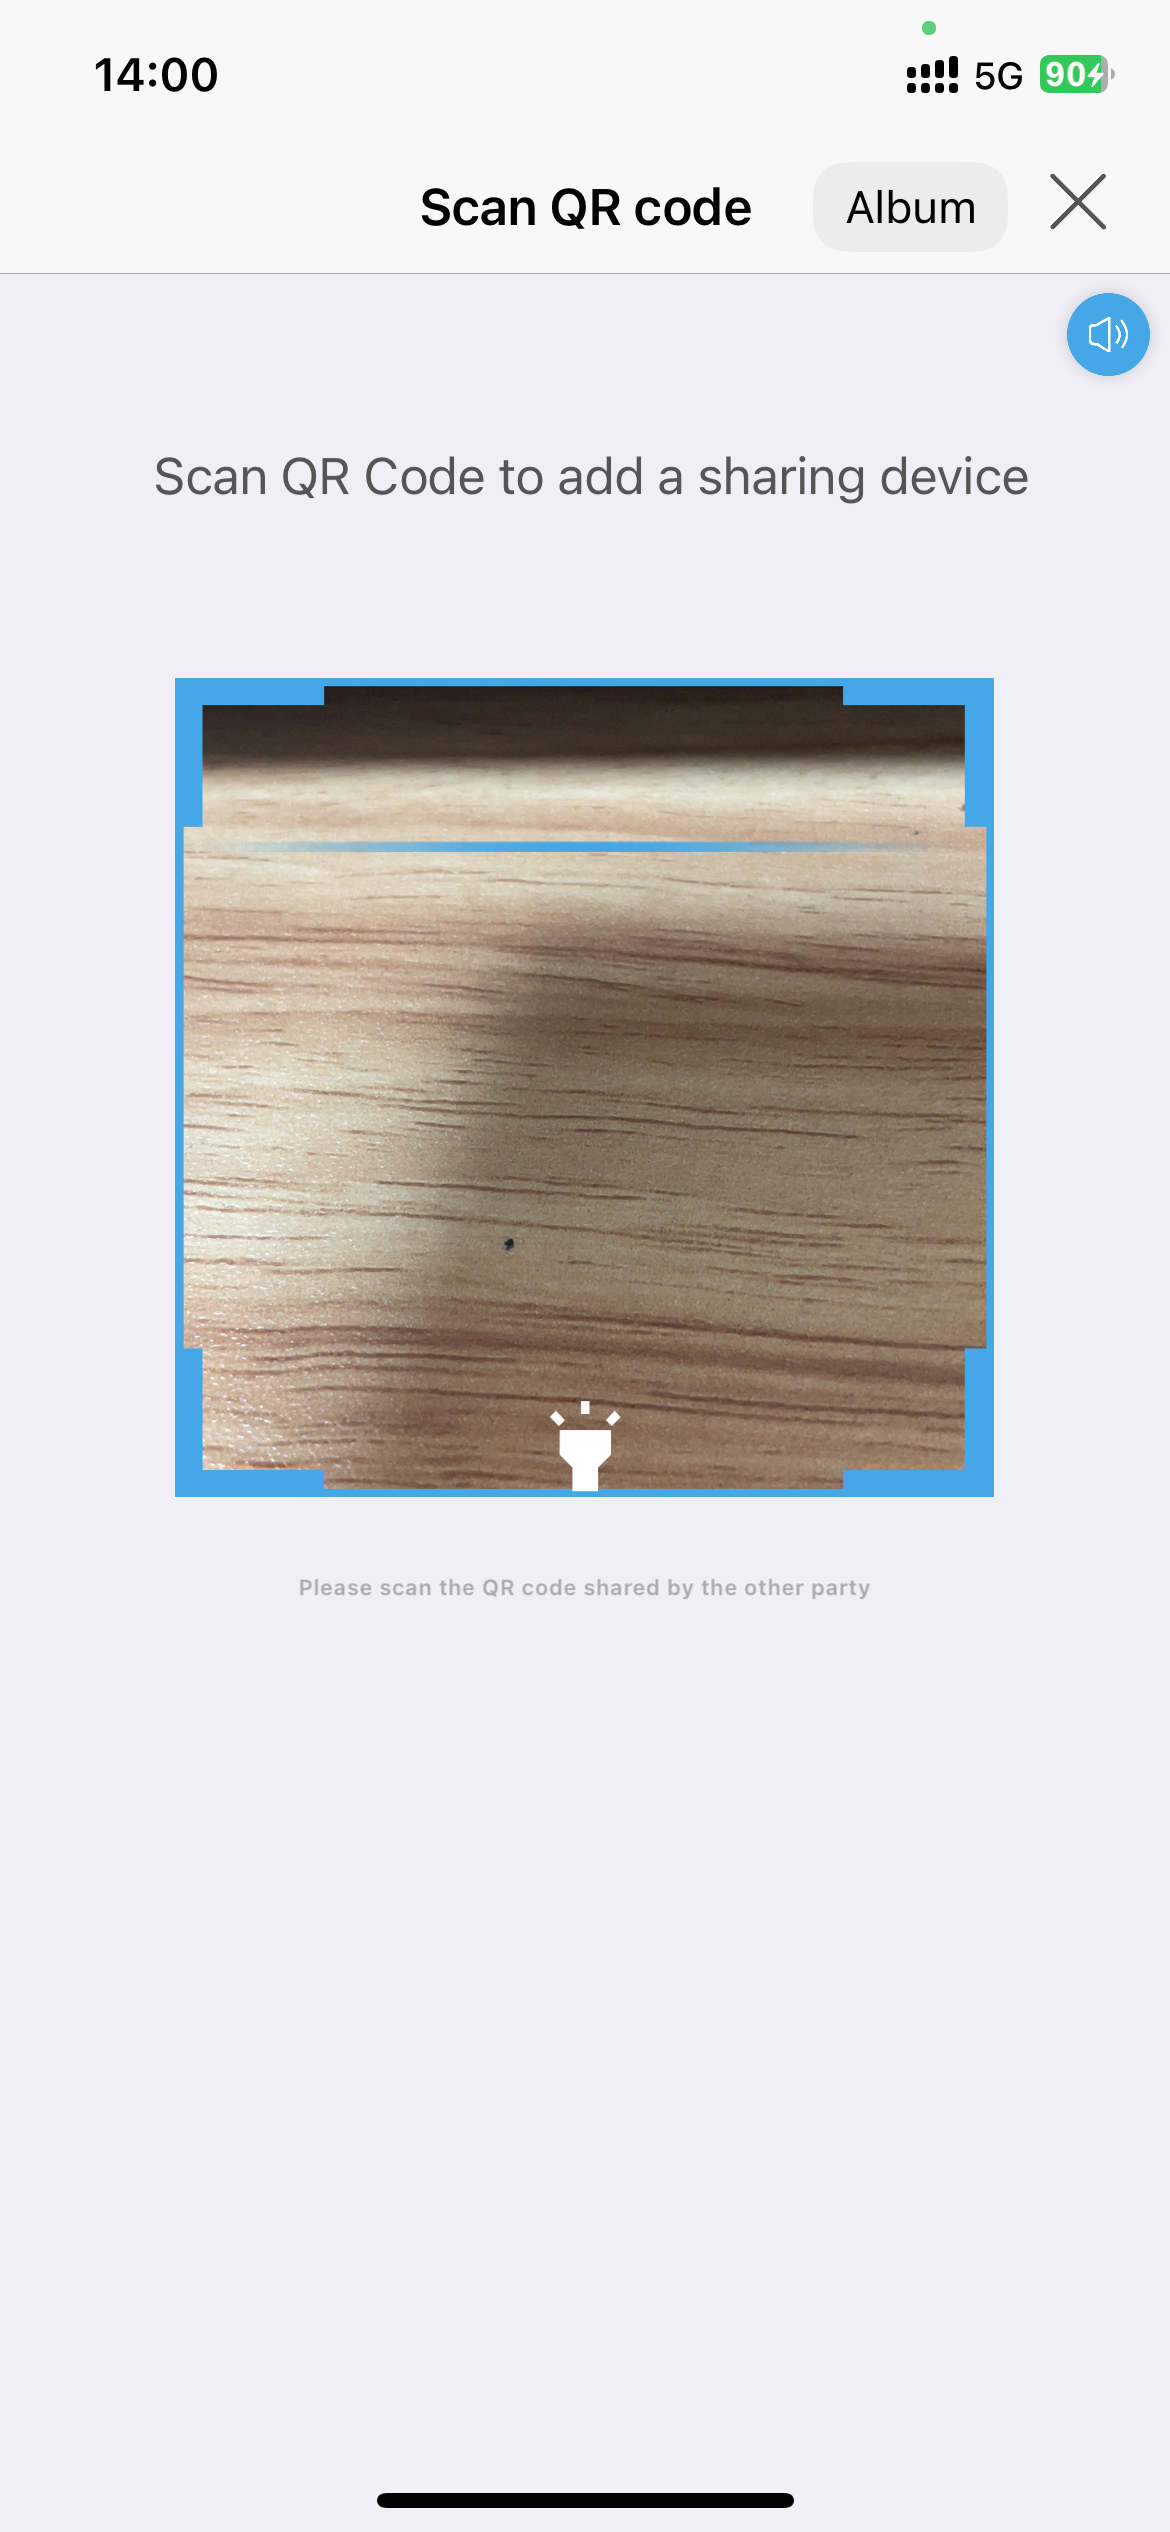 14:00
5G
90
Scan QR code
Album
Scan QR Code to add a sharing device
Please scan the QR code shared by the other party